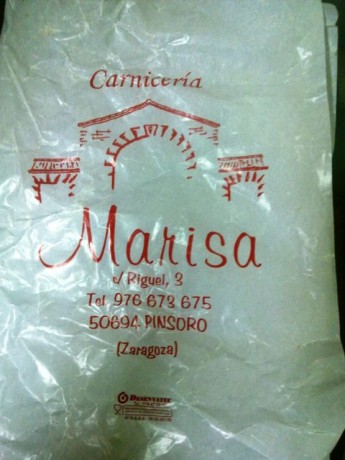 Carnicería
Marisa
c/ Riguel, 3
Tel. 976 673 675
50694 PINSORO
(Zaragoza)